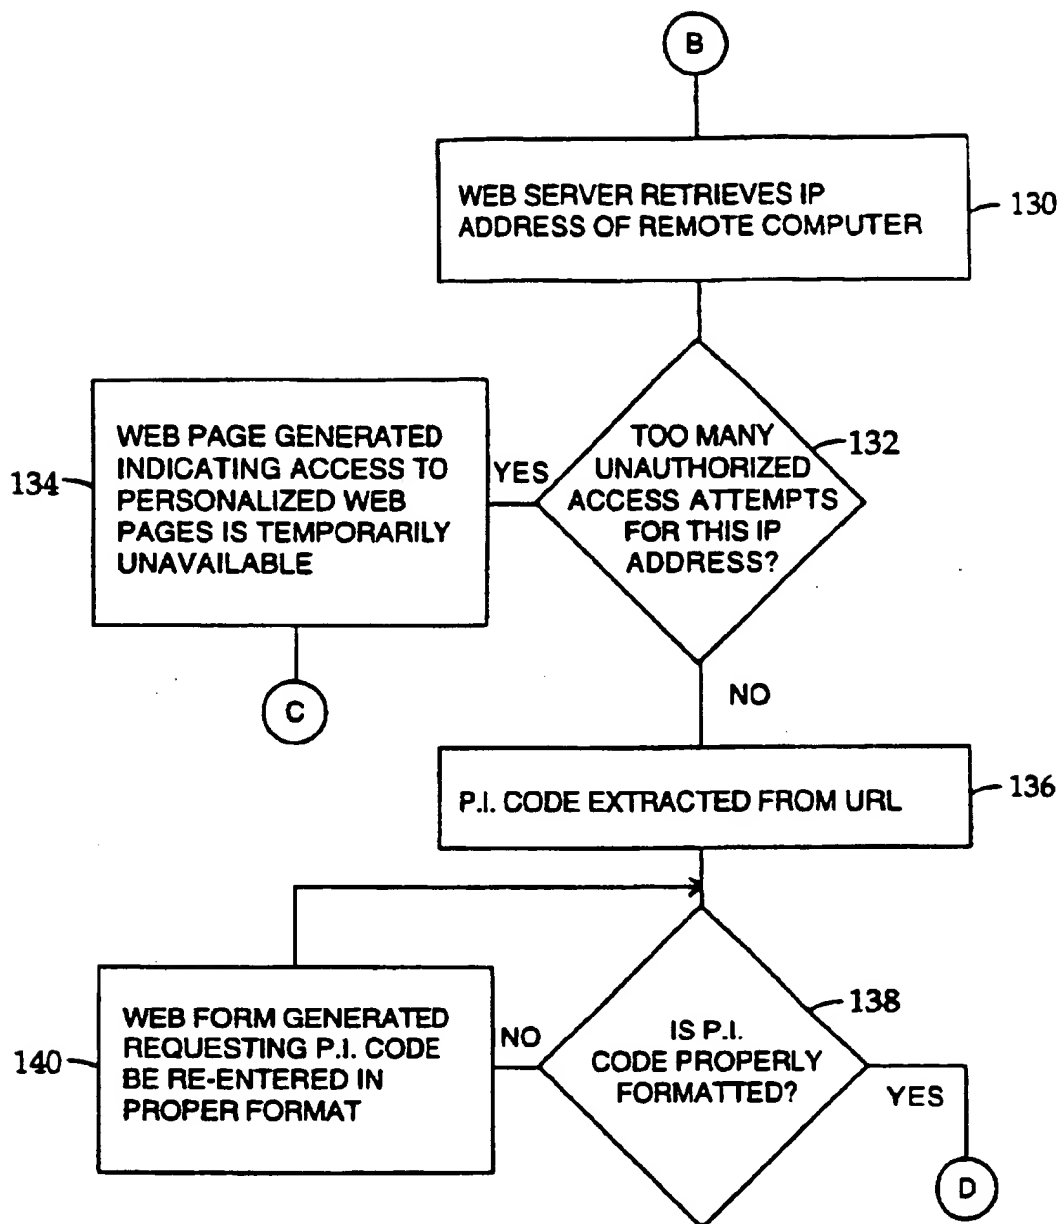 B
WEB SERVER RETRIEVES IP
ADDRESS OF REMOTE COMPUTER
130
TOO MANY
UNAUTHORIZED
ACCESS ATTEMPTS
FOR THIS IP
ADDRESS?
132
YES
WEB PAGE GENERATED
INDICATING ACCESS TO
PERSONALIZED WEB
PAGES IS TEMPORARILY
UNAVAILABLE
134
C
NO
P.I. CODE EXTRACTED FROM URL
136
IS P.I.
CODE PROPERLY
FORMATTED?
138
NO
WEB FORM GENERATED
REQUESTING P.I. CODE
BE RE-ENTERED IN
PROPER FORMAT
140
YES
D